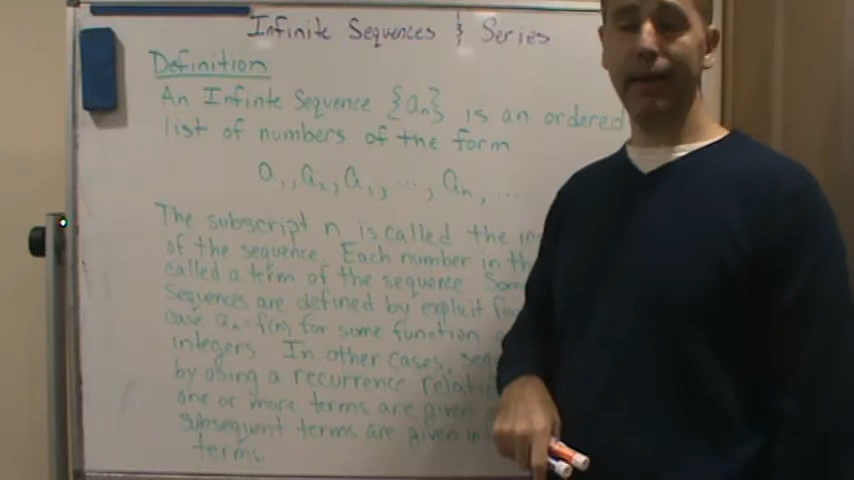 Infinite Sequences & Series
Definition
An Infinte Sequence {aₙ} is an ordered
list of numbers of the form
a₁, a₂, a₃, ..., aₙ, ...
The subscript n is called the
of the sequence. Each number in
called a term of the sequence
sequences are defined by explicit
case aₙ=f(n) for some function
integers. In other cases,
by using a recurrence
one or more terms are given
subsequent terms are given
terms.